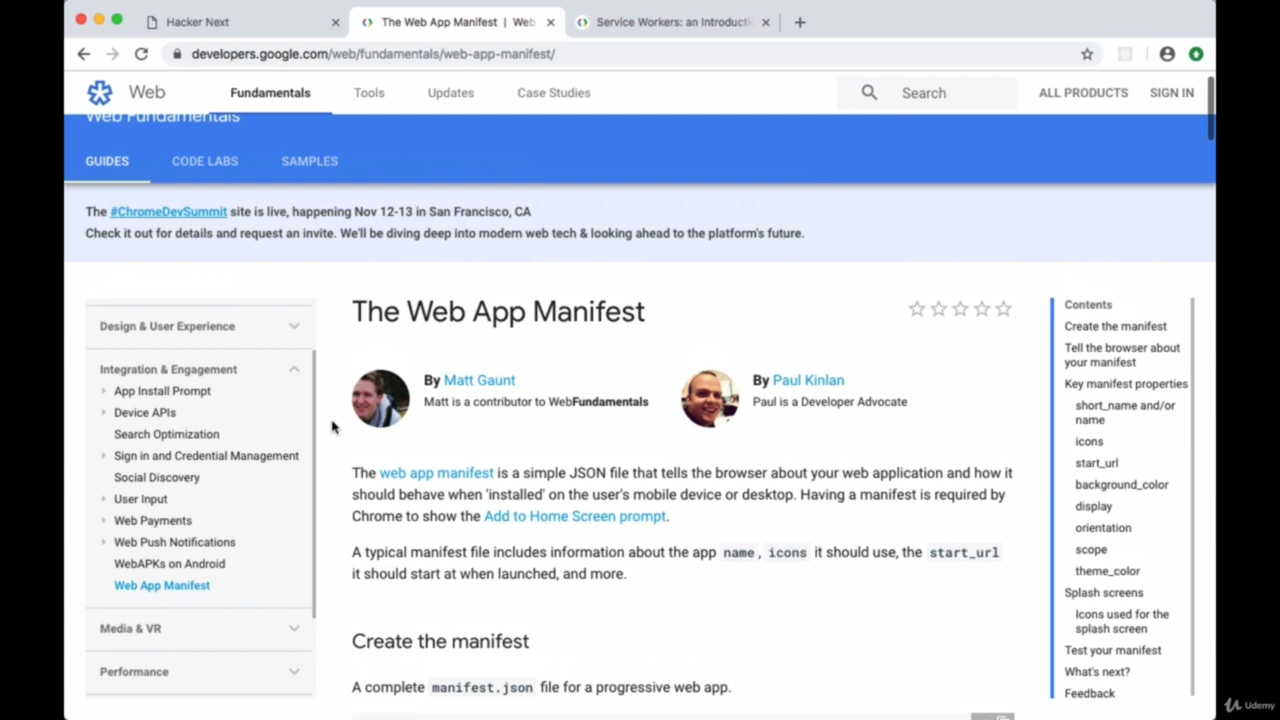 Hacker Next
The Web App Manifest | Web
Service Workers: an Introducti
developers.google.com/web/fundamentals/web-app-manifest/
Web
Fundamentals
Tools
Updates
Case Studies
Search
ALL PRODUCTS
SIGN IN
Web Fundamentals
GUIDES
CODE LABS
SAMPLES
The #ChromeDevSummit site is live, happening Nov 12-13 in San Francisco, CA
Check it out for details and request an invite. We'll be diving deep into modern web tech & looking ahead to the platform's future.
Design & User Experience
Integration & Engagement
App Install Prompt
Device APIs
Search Optimization
Sign in and Credential Management
Social Discovery
User Input
Web Payments
Web Push Notifications
WebAPKs on Android
Web App Manifest
Media & VR
Performance
The Web App Manifest
By Matt Gaunt
Matt is a contributor to WebFundamentals
By Paul Kinlan
Paul is a Developer Advocate
The web app manifest is a simple JSON file that tells the browser about your web application and how it
should behave when 'installed' on the user's mobile device or desktop. Having a manifest is required by
Chrome to show the Add to Home Screen prompt.
A typical manifest file includes information about the app name, icons it should use, the start_url
it should start at when launched, and more.
Create the manifest
A complete manifest.json file for a progressive web app.
Contents
Create the manifest
Tell the browser about
your manifest
Key manifest properties
short_name and/or
name
icons
start_url
background_color
display
orientation
scope
theme_color
Splash screens
Icons used for the
splash screen
Test your manifest
What's next?
Feedback
Udemy